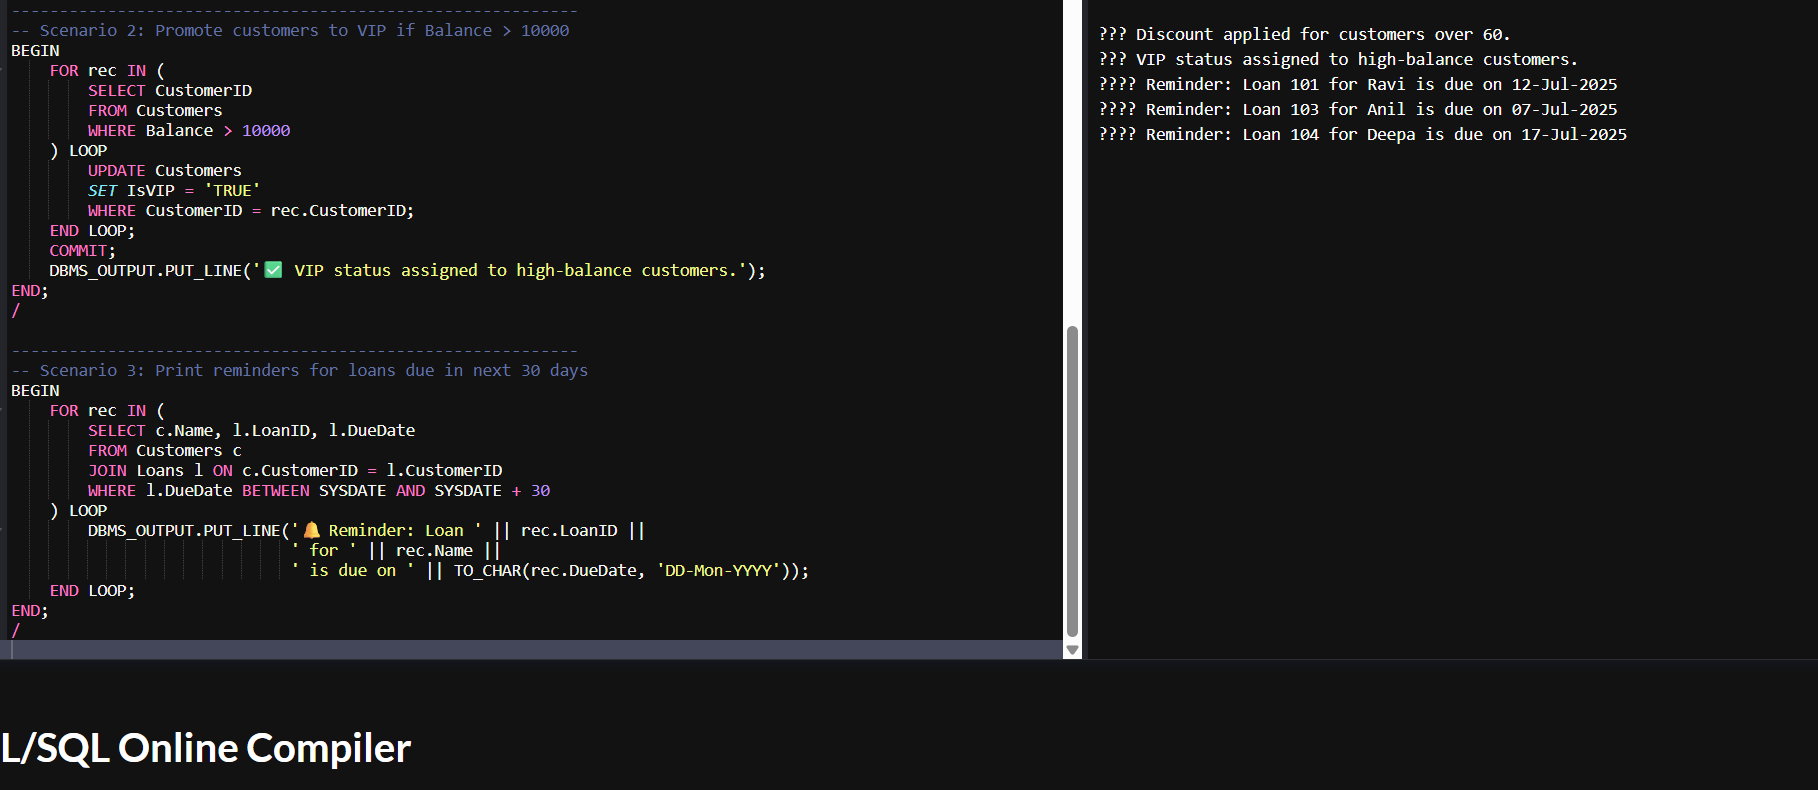 -----------------------------------------------------------
-- Scenario 2: Promote customers to VIP if Balance > 10000
BEGIN
    FOR rec IN (
        SELECT CustomerID
        FROM Customers
        WHERE Balance > 10000
    ) LOOP
        UPDATE Customers
        SET IsVIP = 'TRUE'
        WHERE CustomerID = rec.CustomerID;
    END LOOP;
    COMMIT;
    DBMS_OUTPUT.PUT_LINE('✅ VIP status assigned to high-balance customers.');
END;
/
-----------------------------------------------------------
-- Scenario 3: Print reminders for loans due in next 30 days
BEGIN
    FOR rec IN (
        SELECT c.Name, l.LoanID, l.DueDate
        FROM Customers c
        JOIN Loans l ON c.CustomerID = l.CustomerID
        WHERE l.DueDate BETWEEN SYSDATE AND SYSDATE + 30
    ) LOOP
        DBMS_OUTPUT.PUT_LINE('🔔 Reminder: Loan ' || rec.LoanID ||
                             ' for ' || rec.Name ||
                             ' is due on ' || TO_CHAR(rec.DueDate, 'DD-Mon-YYYY'));
    END LOOP;
END;
/
??? Discount applied for customers over 60.
??? VIP status assigned to high-balance customers.
???? Reminder: Loan 101 for Ravi is due on 12-Jul-2025
???? Reminder: Loan 103 for Anil is due on 07-Jul-2025
???? Reminder: Loan 104 for Deepa is due on 17-Jul-2025
L/SQL Online Compiler